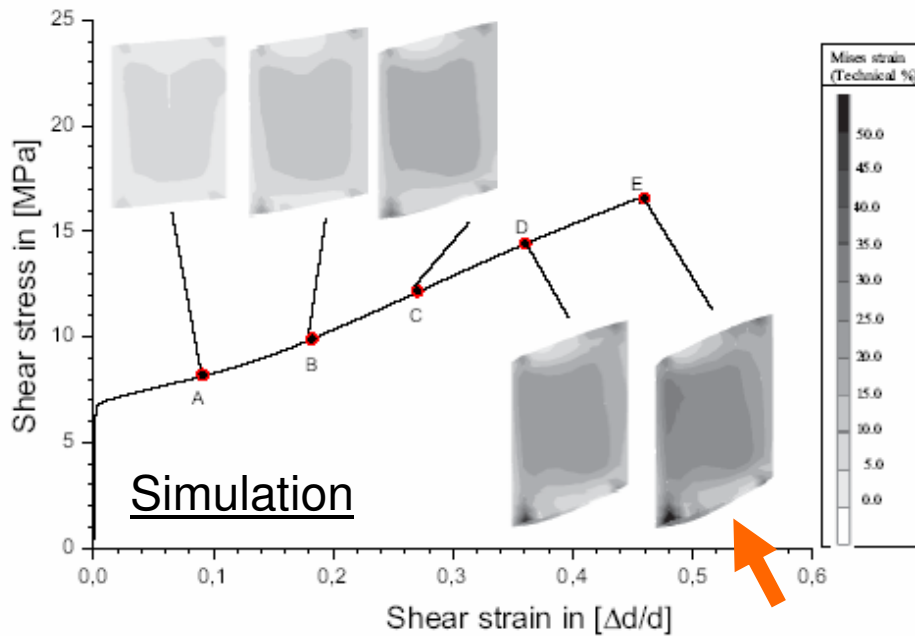 25
20
15
10
5
0
Shear stress in [MPa]
A
B
C
D
E
Simulation
0,0
0,1
0,2
0,3
0,4
0,5
0,6
Shear strain in [Δd/d]
Mises strain
(Technical %)
50.0
45.0
40.0
35.0
30.0
25.0
20.0
15.0
10.0
5.0
0.0